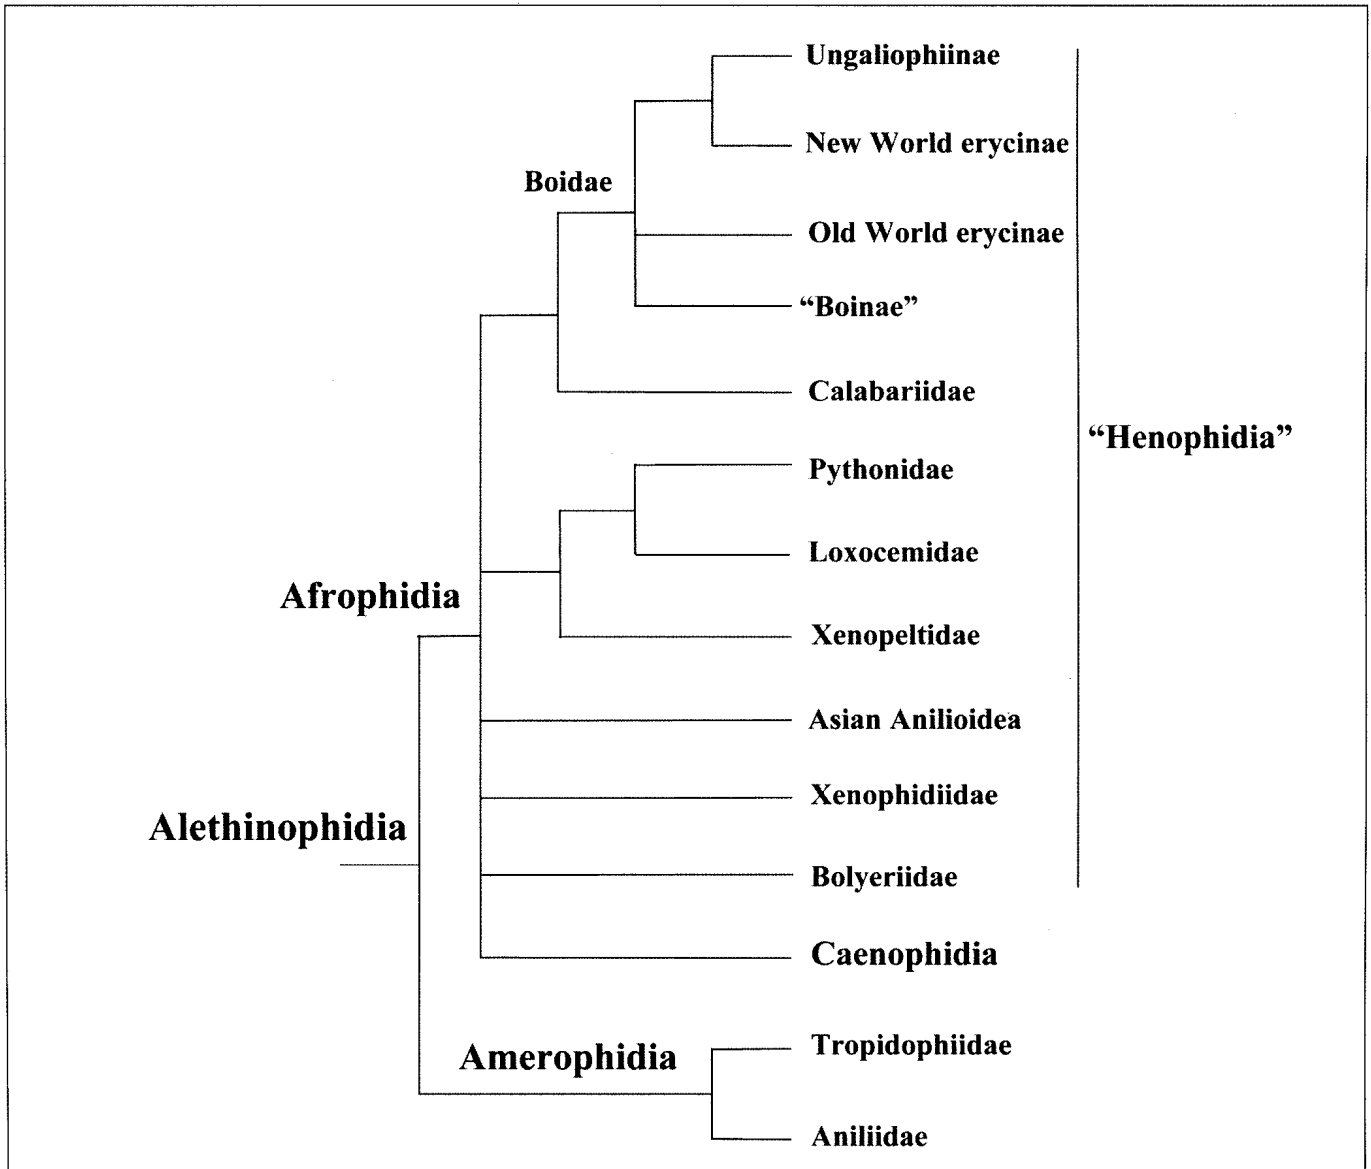 Ungaliophiinae
New World erycinae
Boidae
Old World erycinae
“Boinae”
Calabariidae
“Henophidia”
Pythonidae
Loxocemidae
Afrophidia
Xenopeltidae
Asian Anilioidea
Xenophidiidae
Alethinophidia
Bolyeriidae
Caenophidia
Tropidophiidae
Amerophidia
Aniliidae